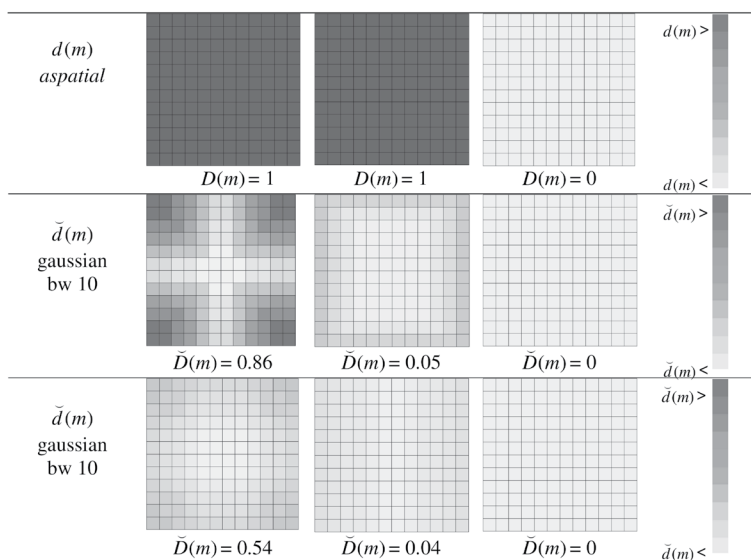 d(m)
aspatial
d(m) >
d(m) <
D(m) = 1
D(m) = 1
D(m) = 0
d̆(m)
gaussian
bw 10
d̆(m) >
d̆(m) <
D̆(m) = 0.86
D̆(m) = 0.05
D̆(m) = 0
d̆(m)
gaussian
bw 10
d̆(m) >
d̆(m) <
D̆(m) = 0.54
D̆(m) = 0.04
D̆(m) = 0